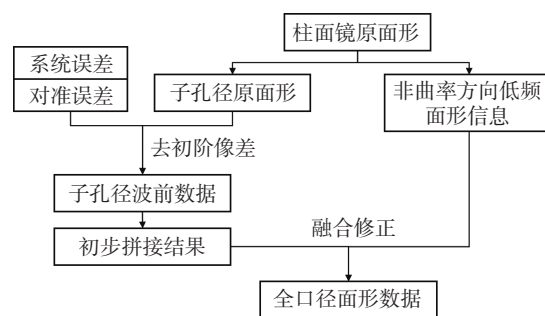 柱面镜原面形
系统误差
对准误差
子孔径原面形
非曲率方向低频
面形信息
去初阶像差
子孔径波前数据
初步拼接结果
融合修正
全口径面形数据